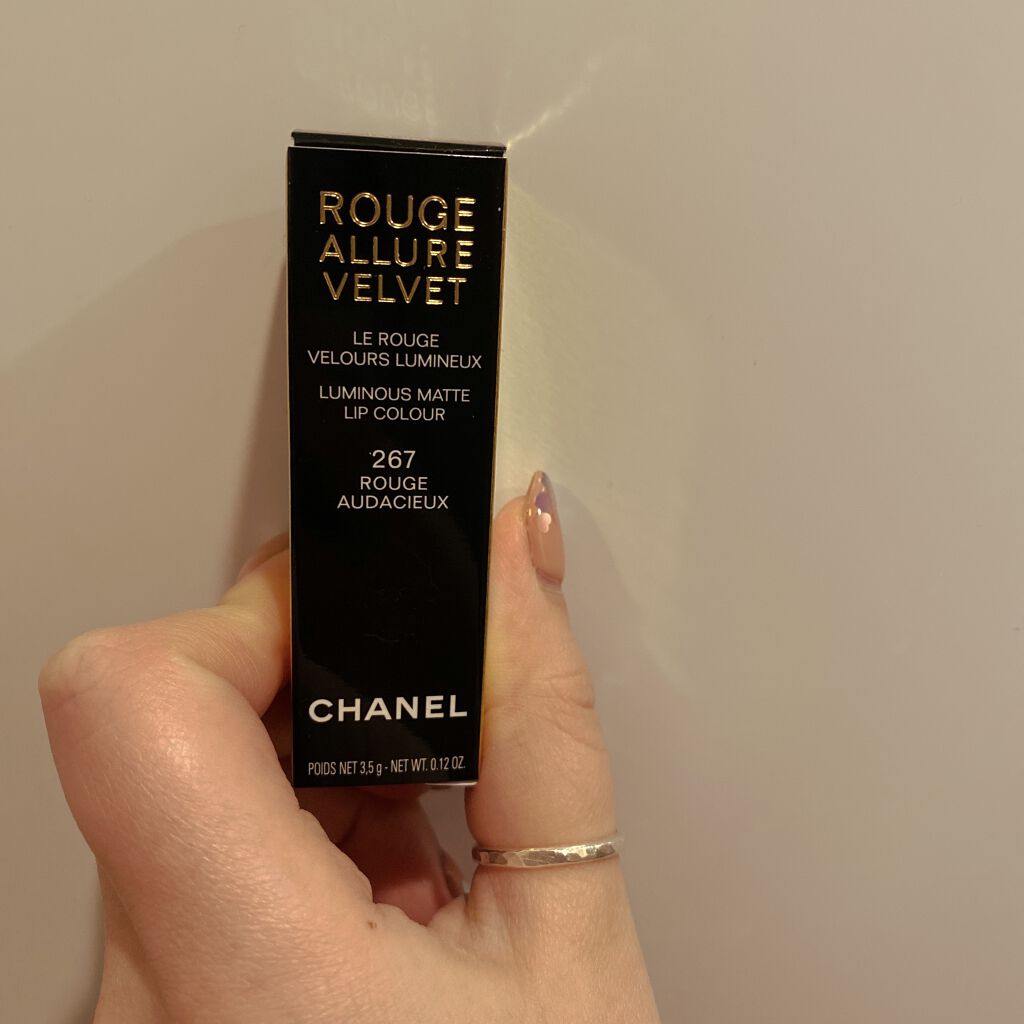 ROUGE
ALLURE
VELVET
LE ROUGE
VELOURS LUMINEUX
LUMINOUS MATTE
LIP COLOUR
267
ROUGE
AUDACIEUX
CHANEL
POIDS NET 3,5 g - NET WT. 0.12 OZ.